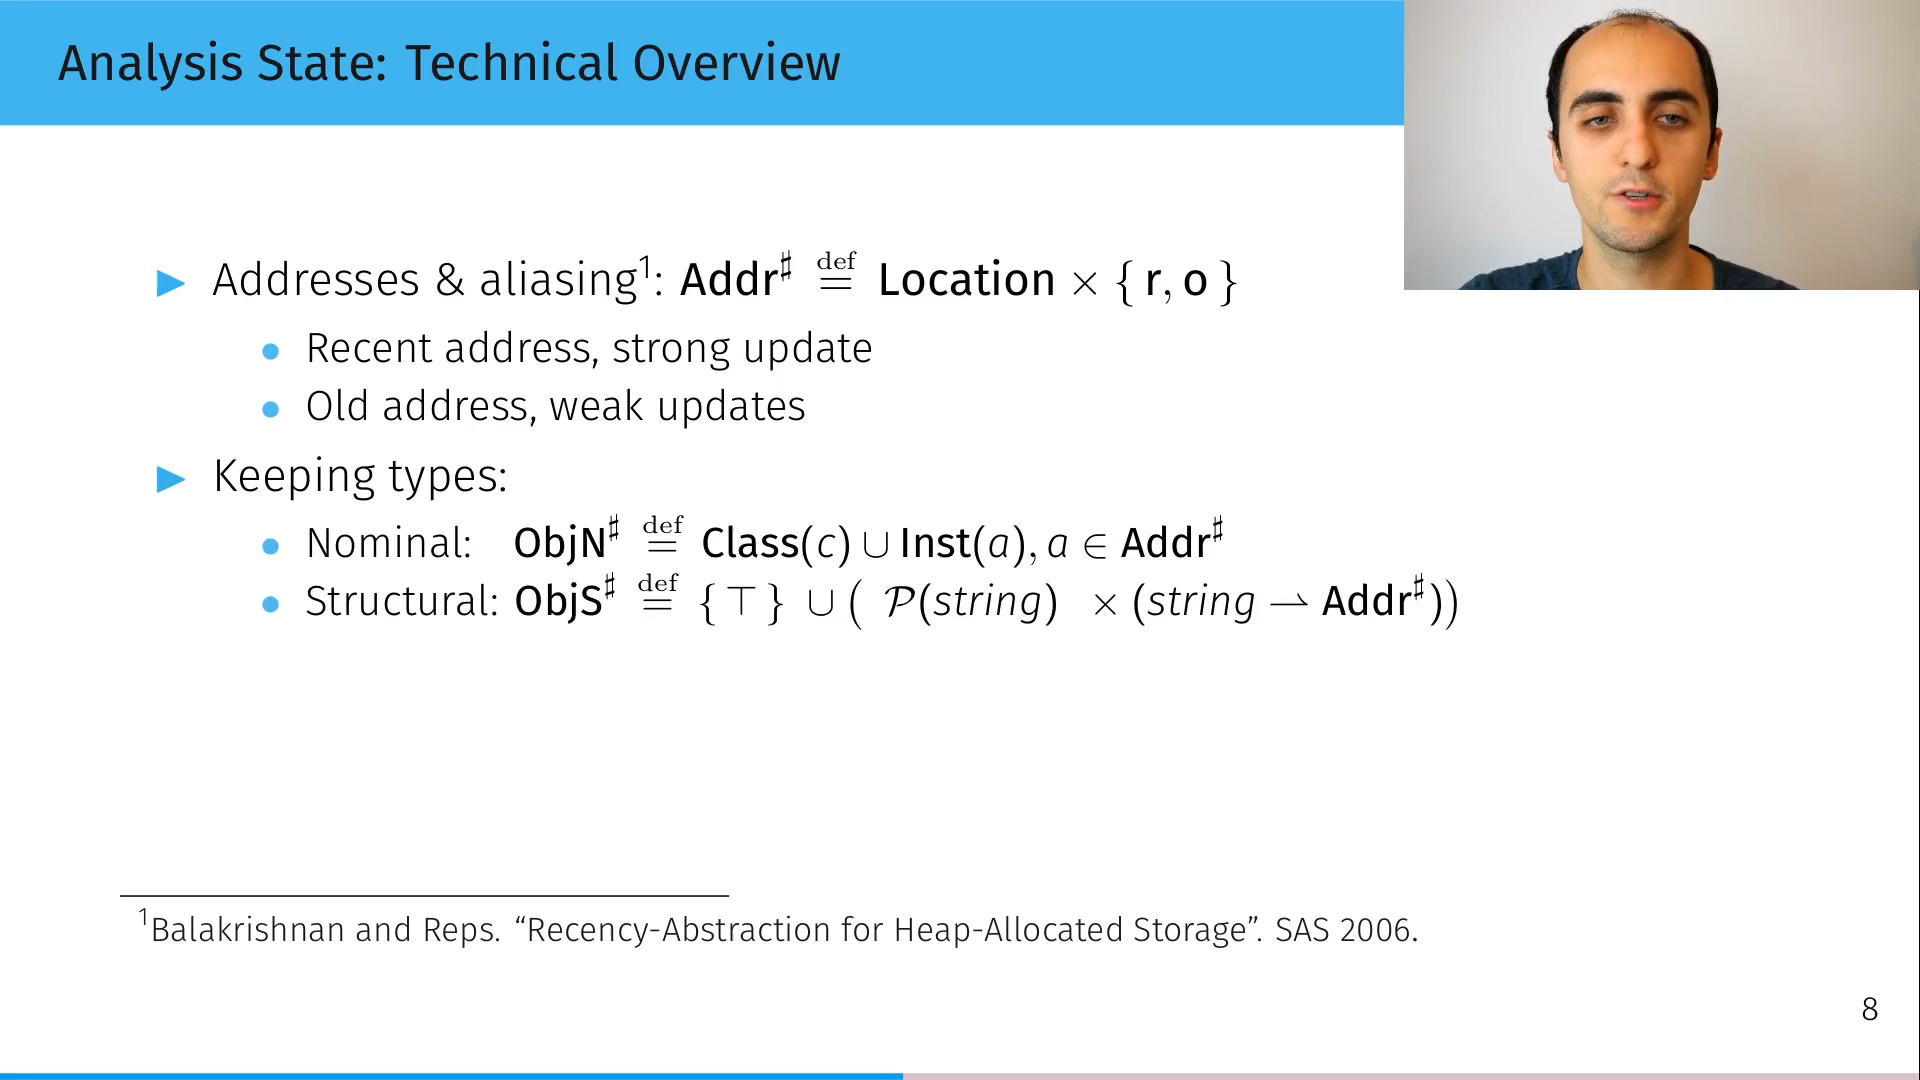 Analysis State: Technical Overview
▶ Addresses & aliasing¹: Addr♯ ≝ Location × { r, o }
• Recent address, strong update
• Old address, weak updates
▶ Keeping types:
• Nominal: ObjN♯ ≝ Class(c) ∪ Inst(a), a ∈ Addr♯
• Structural: ObjS♯ ≝ { ⊤ } ∪ ( 𝒫(string) × (string ⇀ Addr♯))
¹Balakrishnan and Reps. “Recency-Abstraction for Heap-Allocated Storage”. SAS 2006.
8